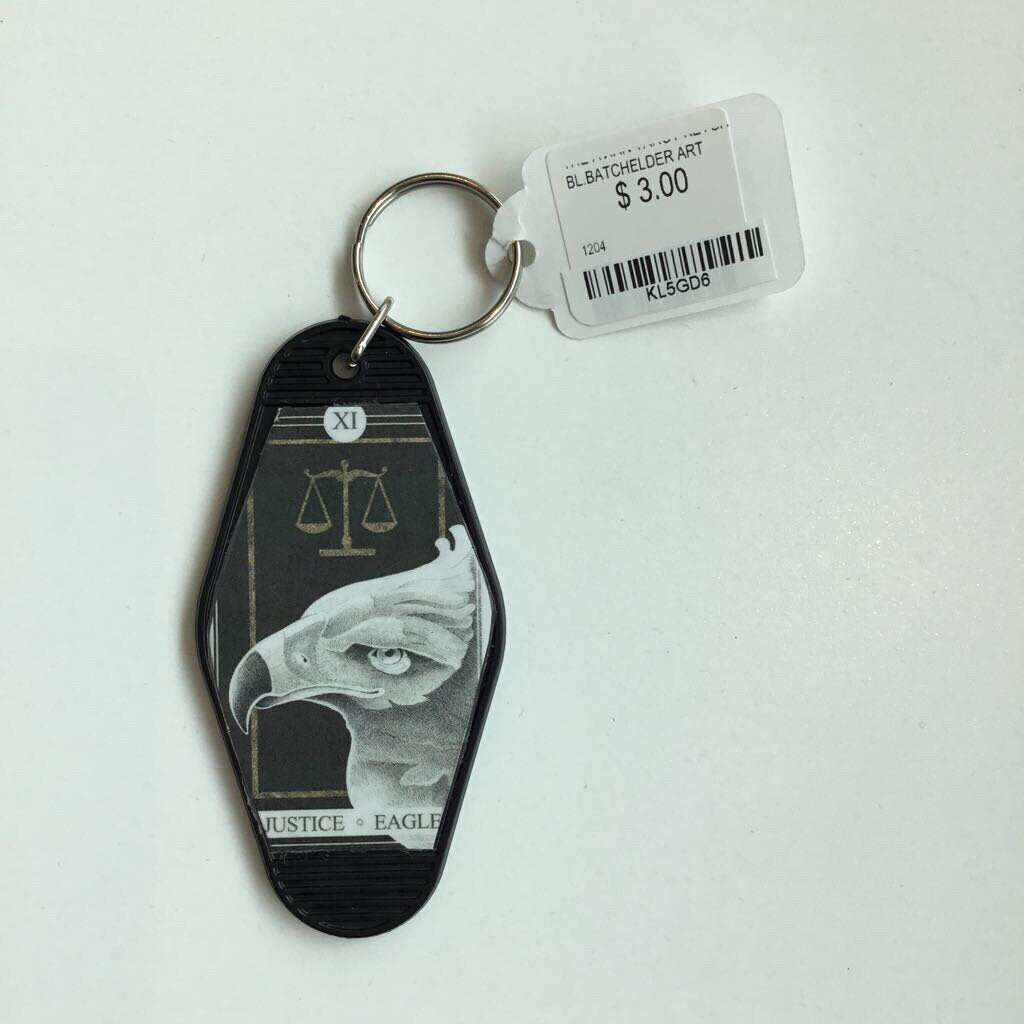 BL.BATCHELDER ART
$ 3.00
1204
KL5GD6
XI
JUSTICE ◦ EAGLE